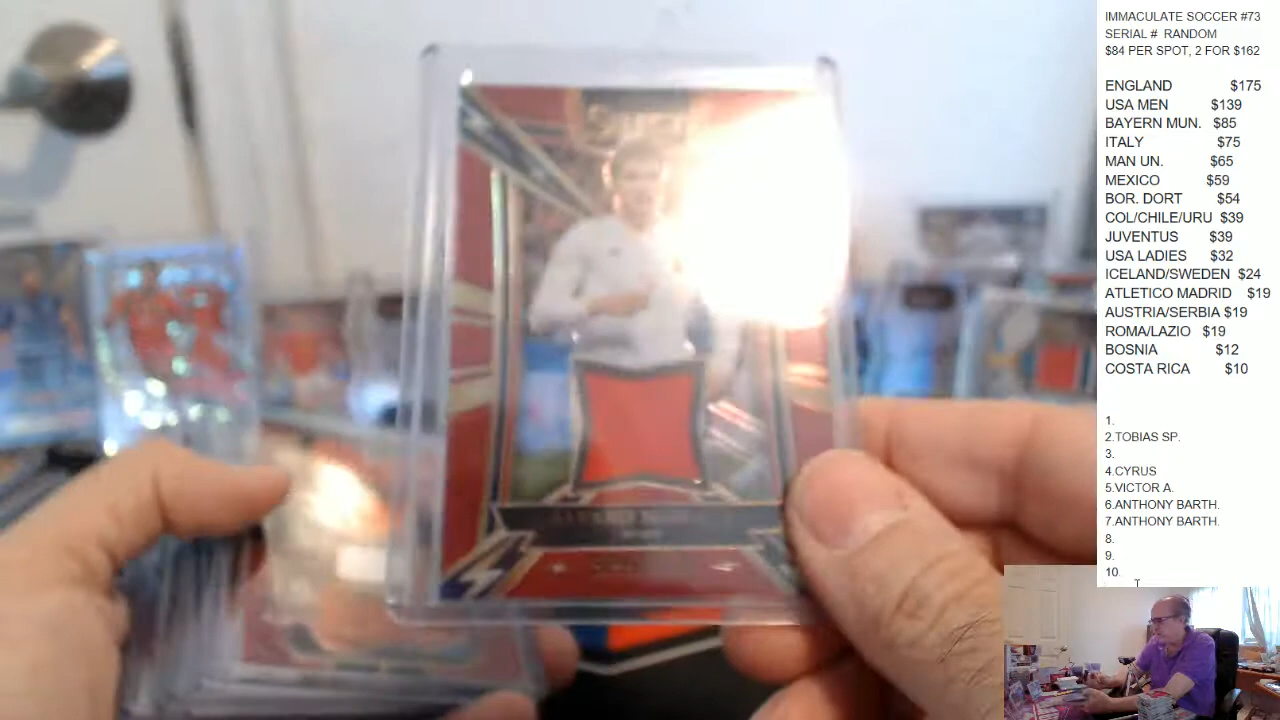 IMMACULATE SOCCER #73
SERIAL # RANDOM
$84 PER SPOT, 2 FOR $162
ENGLAND $175
USA MEN $139
BAYERN MUN. $85
ITALY $75
MAN UN. $65
MEXICO $59
BOR. DORT $54
COL/CHILE/URU $39
JUVENTUS $39
USA LADIES $32
ICELAND/SWEDEN $24
ATLETICO MADRID $19
AUSTRIA/SERBIA $19
ROMA/LAZIO $19
BOSNIA $12
COSTA RICA $10
1.
2.TOBIAS SP.
3.
4.CYRUS
5.VICTOR A.
6.ANTHONY BARTH.
7.ANTHONY BARTH.
8.
9.
10.